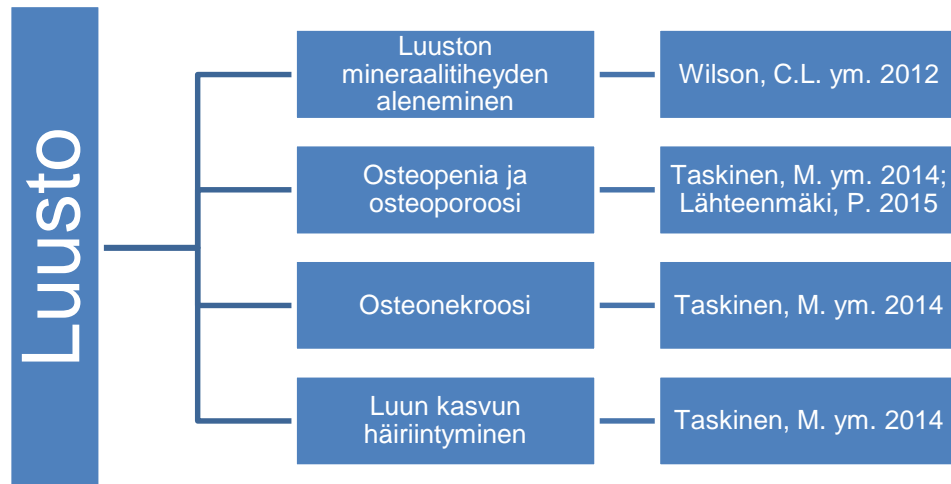 Luusto
Luuston
mineraalitiheyden
aleneminen
Wilson, C.L. ym. 2012
Osteopenia ja
osteoporoosi
Taskinen, M. ym. 2014;
Lähteenmäki, P. 2015
Osteonekroosi
Taskinen, M. ym. 2014
Luun kasvun
häiriintyminen
Taskinen, M. ym. 2014